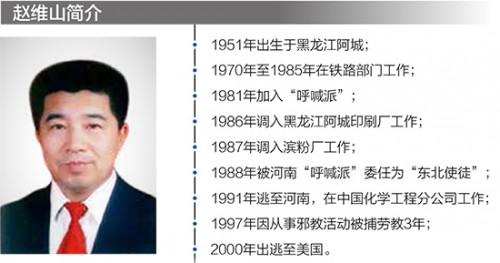 赵维山简介
1951年出生于黑龙江阿城；
1970年至1985年在铁路部门工作；
1981年加入“呼喊派”；
1986年调入黑龙江阿城印刷厂工作；
1987年调入滨粉厂工作；
1988年被河南“呼喊派”委任为“东北使徒”；
1991年逃至河南，在中国化学工程分公司工作；
1997年因从事邪教活动被捕劳教3年；
2000年出逃至美国。